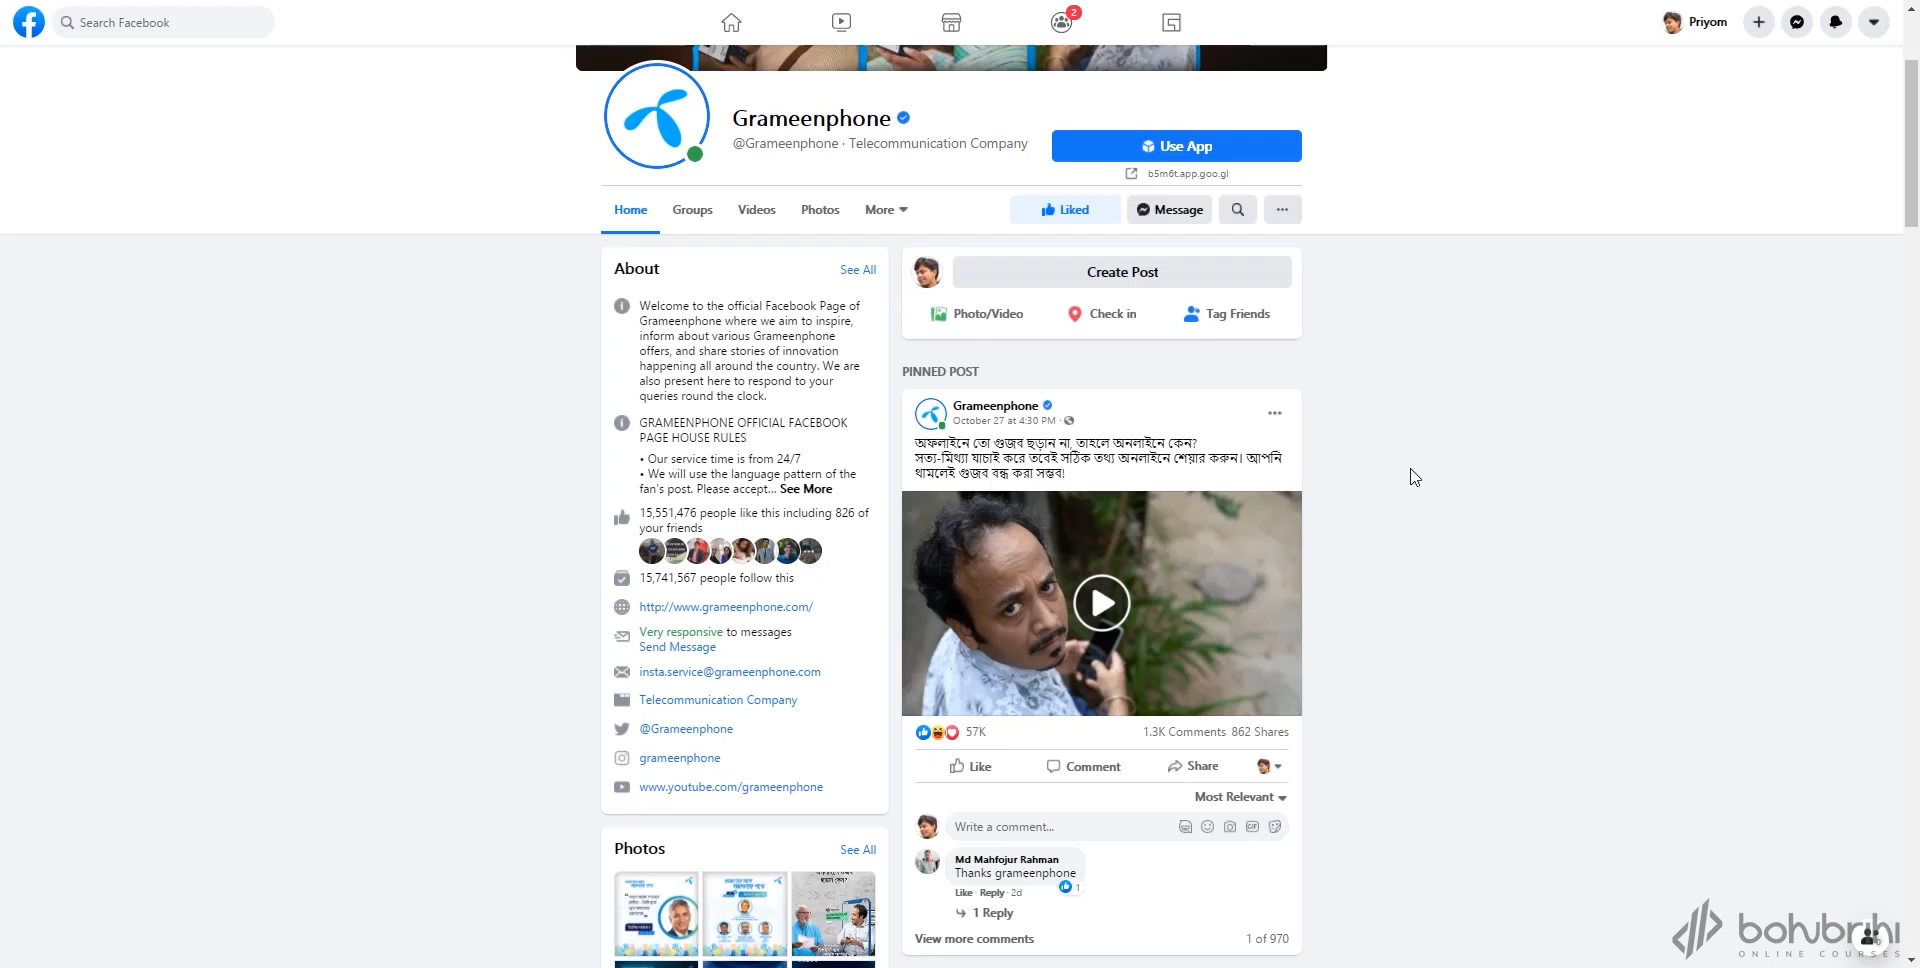 Search Facebook
2
Priyom
Grameenphone
@Grameenphone · Telecommunication Company
Use App
b5m6t.app.goo.gl
Home
Groups
Videos
Photos
More
Liked
Message
About
See All
Welcome to the official Facebook Page of
Grameenphone where we aim to inspire,
inform about various Grameenphone
offers, and share stories of innovation
happening all around the country. We are
also present here to respond to your
queries round the clock.
GRAMEENPHONE OFFICIAL FACEBOOK
PAGE HOUSE RULES
• Our service time is from 24/7
• We will use the language pattern of the
fan's post. Please accept... See More
15,551,476 people like this including 826 of
your friends
15,741,567 people follow this
http://www.grameenphone.com/
Very responsive to messages
Send Message
insta.service@grameenphone.com
Telecommunication Company
@Grameenphone
grameenphone
www.youtube.com/grameenphone
Photos
See All
Create Post
Photo/Video
Check in
Tag Friends
PINNED POST
Grameenphone
October 27 at 4:30 PM ·
অফলাইনে তো গুজব ছড়ান না, তাহলে অনলাইনে কেন?
সত্য-মিথ্যা যাচাই করে তবেই সঠিক তথ্য অনলাইনে শেয়ার করুন। আপনি
থামলেই গুজব বন্ধ করা সম্ভব!
57K
1.3K Comments 862 Shares
Like
Comment
Share
Most Relevant
Write a comment...
GIF
Md Mahfojur Rahman
Thanks grameenphone
1
Like · Reply · 2d
1 Reply
View more comments
1 of 970
bohubrihi
ONLINE COURSES